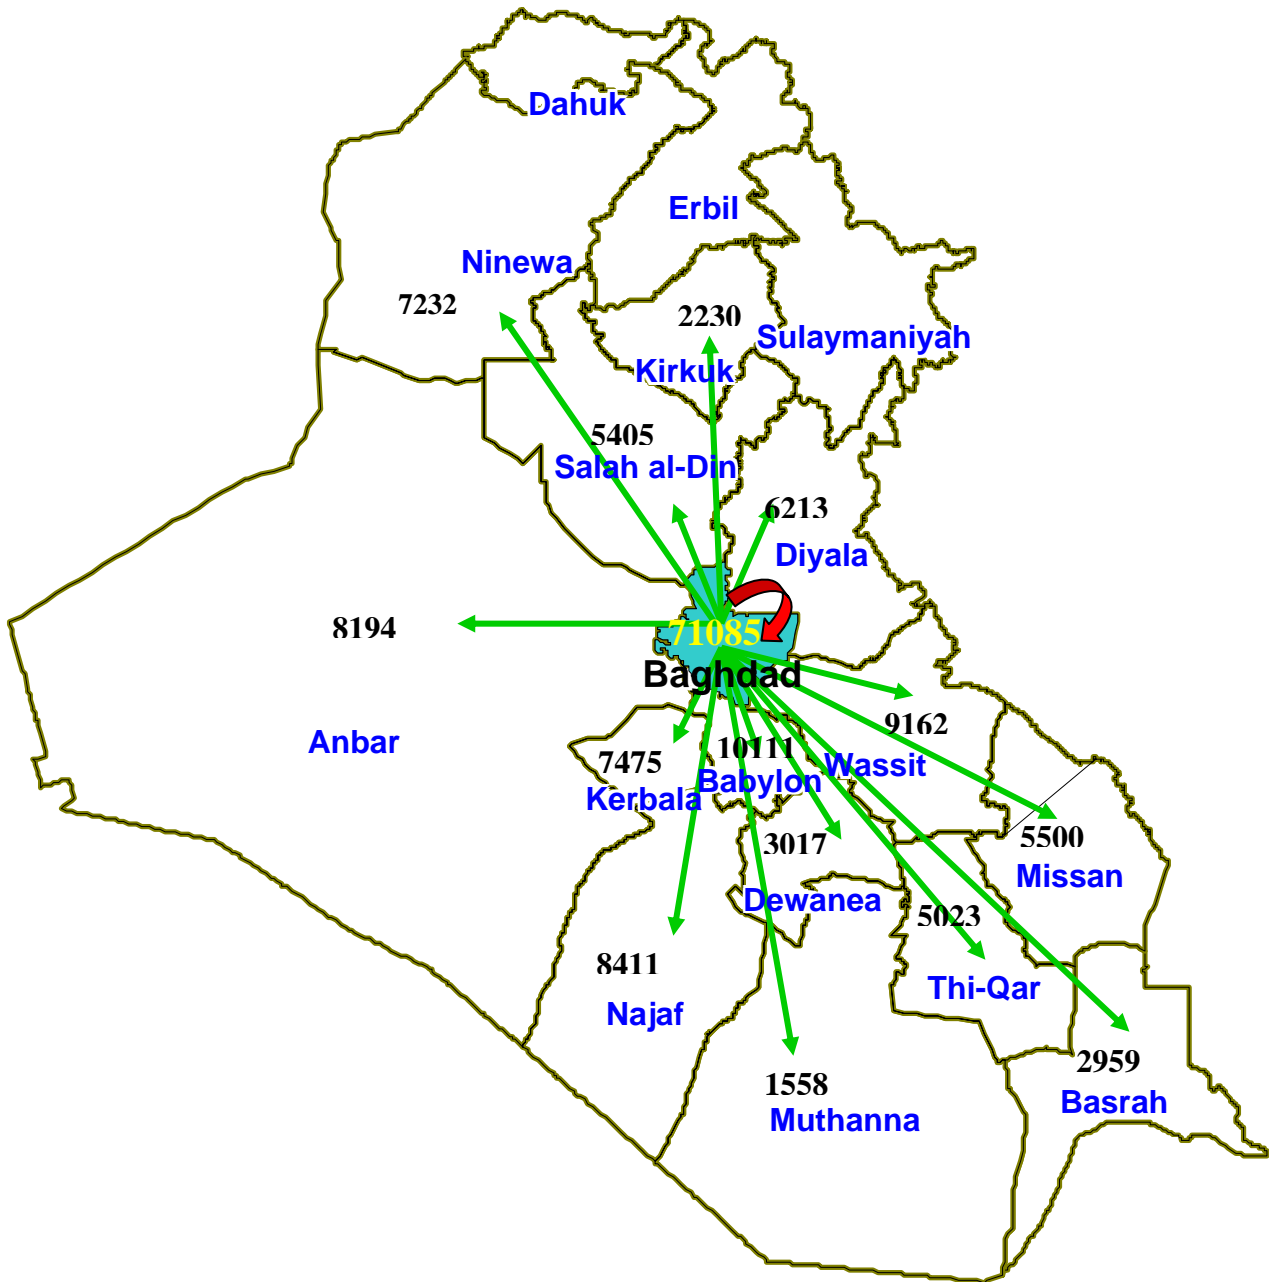 Dahuk
Erbil
Ninewa
7232
2230
Sulaymaniyah
Kirkuk
5405
Salah al-Din
6213
Diyala
8194
71085
Baghdad
Anbar
9162
7475
10111
Wassit
Babylon
Kerbala
3017
5500
Missan
Dewanea
5023
8411
Thi-Qar
Najaf
2959
1558
Basrah
Muthanna